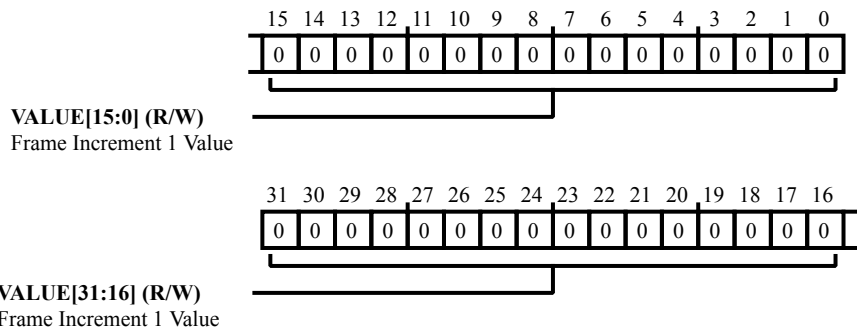 15 14 13 12 11 10 9 8 7 6 5 4 3 2 1 0
0 0 0 0 0 0 0 0 0 0 0 0 0 0 0 0
VALUE[15:0] (R/W)
Frame Increment 1 Value
31 30 29 28 27 26 25 24 23 22 21 20 19 18 17 16
0 0 0 0 0 0 0 0 0 0 0 0 0 0 0 0
VALUE[31:16] (R/W)
Frame Increment 1 Value